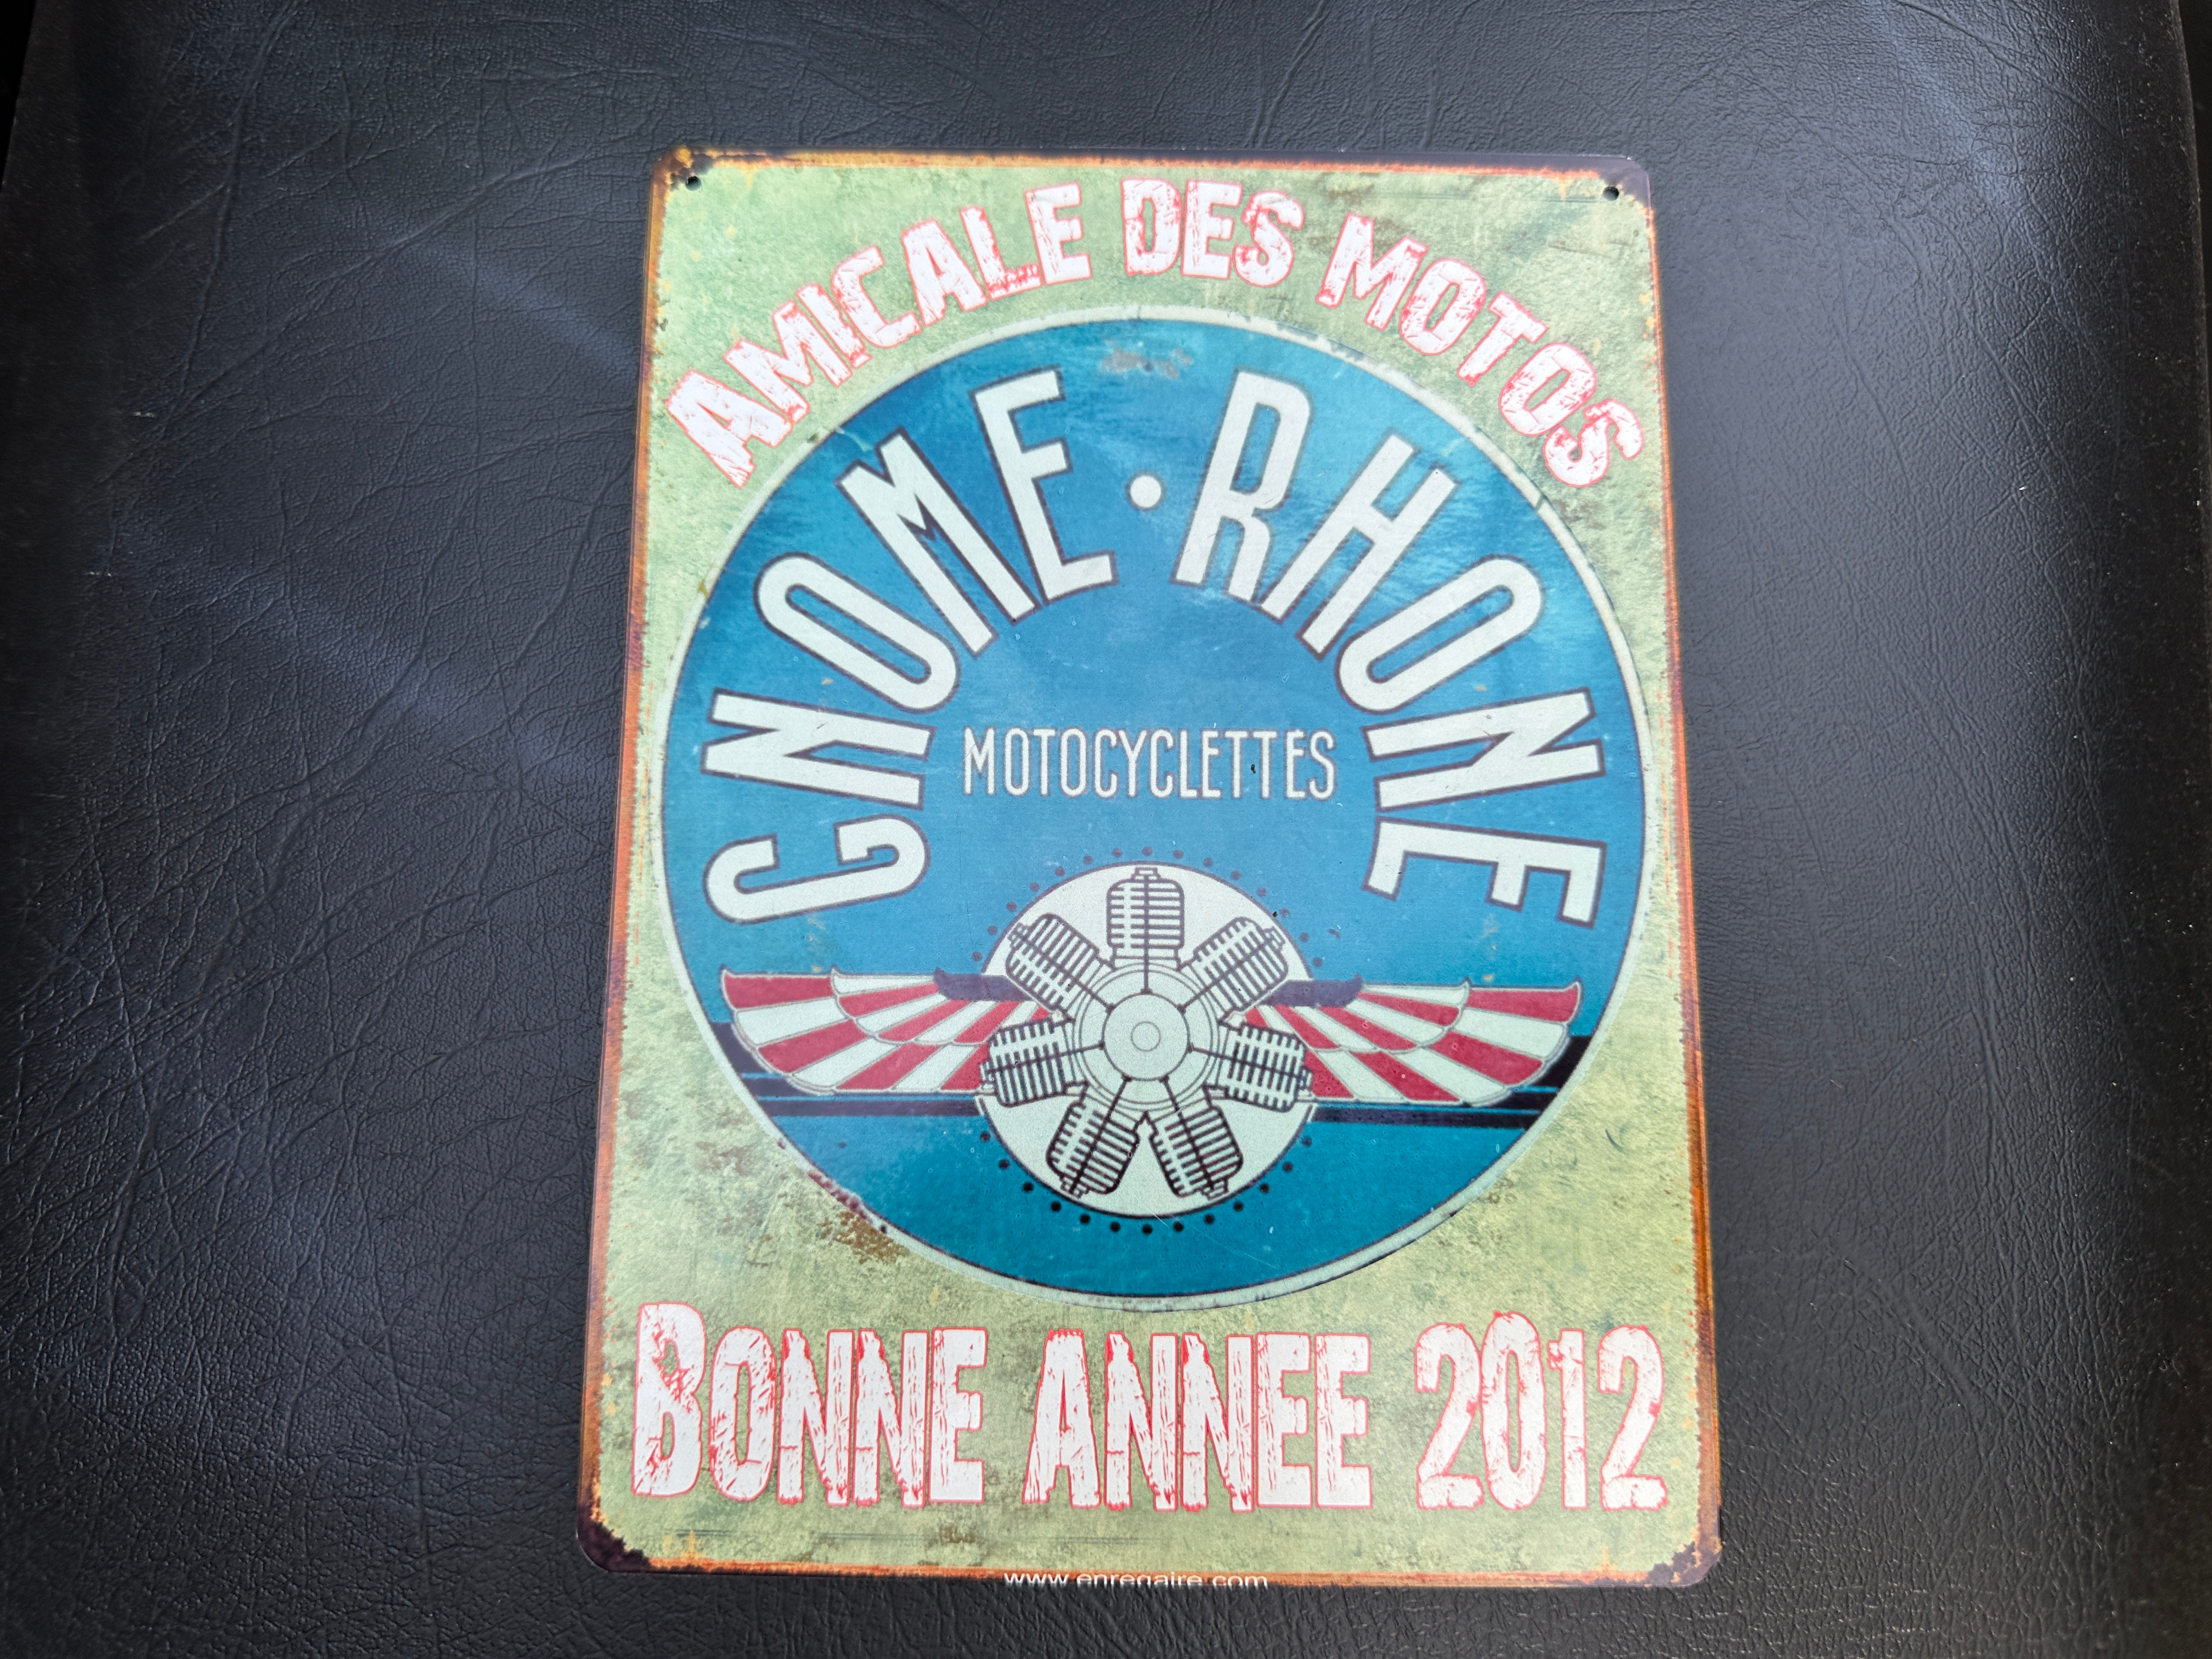 AMICALE DES MOTOS
GNOME·RHONE
MOTOCYCLETTES
BONNE ANNEE 2012
www.enregaire.com